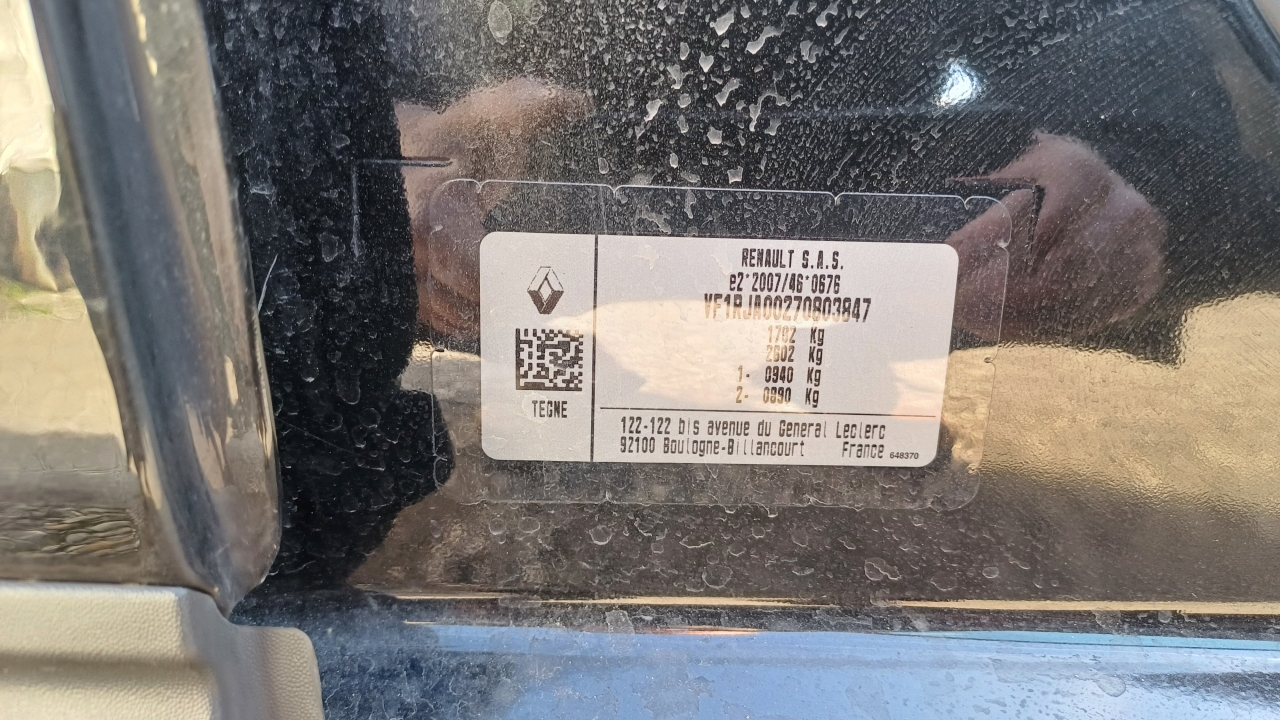 RENAULT S.A.S.
e2*2007/46*0676
VF1RJA00270803847
1782 Kg
2602 Kg
1- 0940 Kg
2- 0890 Kg
TEGNE
122-122 bis avenue du General Leclerc
92100 Boulogne-Billancourt France 648370